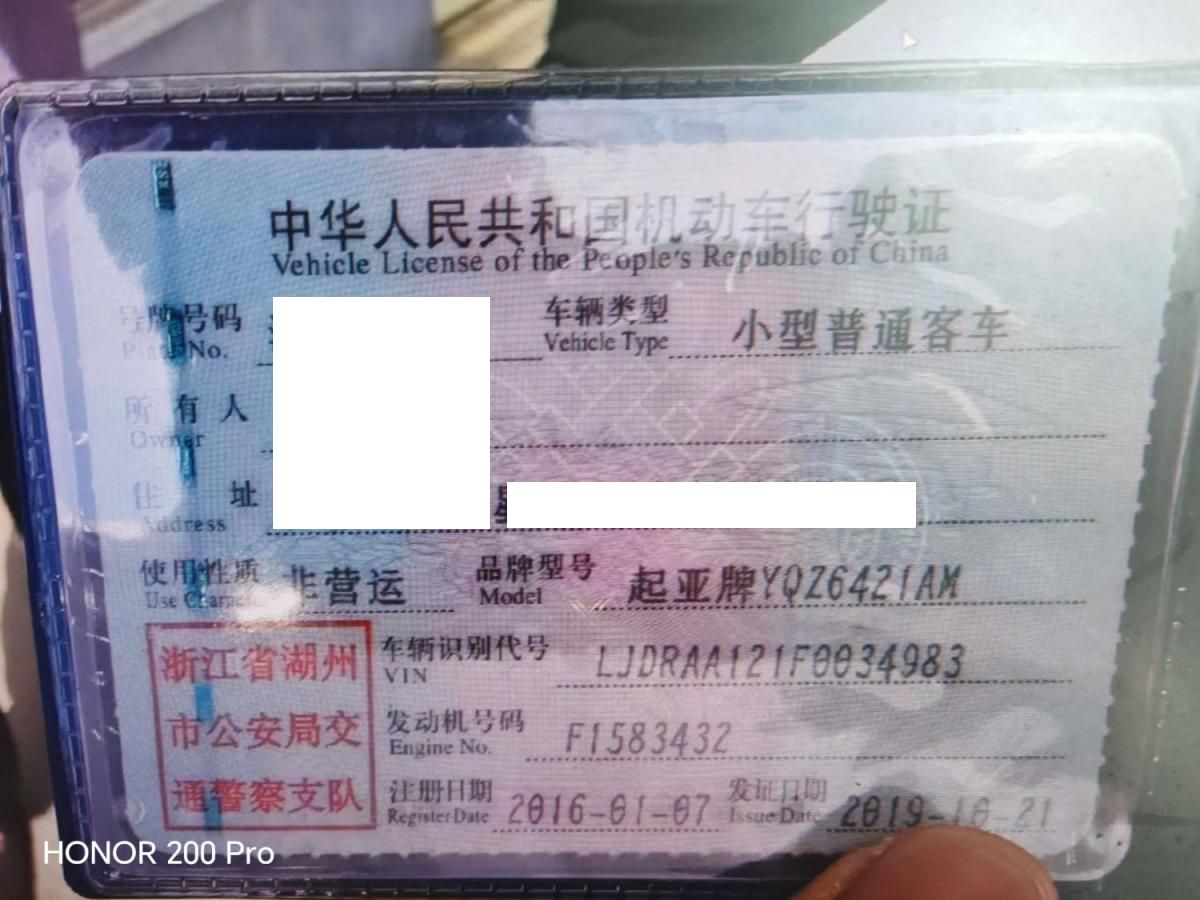 中华人民共和国机动车行驶证
Vehicle License of the People's Republic of China
号牌号码 车辆类型 小型普通客车
Plate No. Vehicle Type
所有人
Owner
住址
Address
使用性质 非营运 品牌型号 起亚牌YQZ6421AM
Use Character Model
浙江省湖州 车辆识别代号 LJDRAA121F0034983
VIN
市公安局交 发动机号码 F1583432
Engine No.
通警察支队 注册日期 2016-01-07 发证日期 2019-10-21
Register Date Issue Date
HONOR 200 Pro